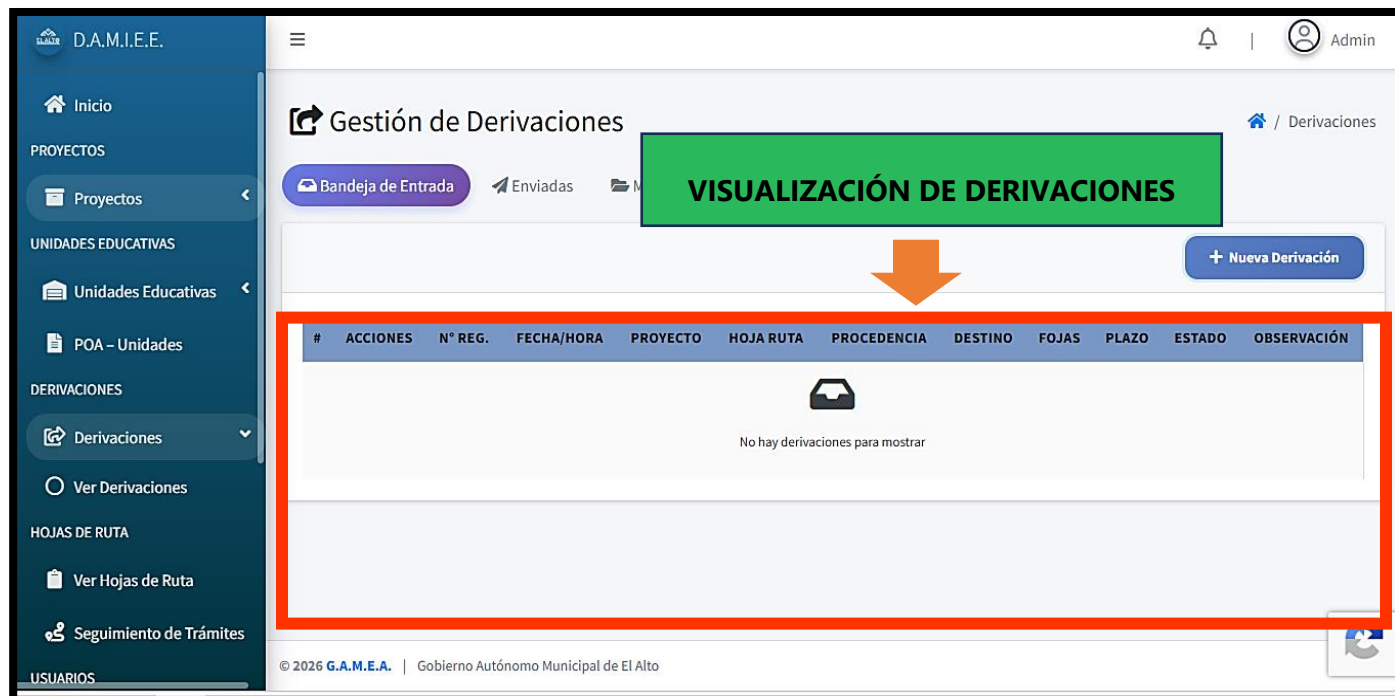 EL ALTO D.A.M.I.E.E.
| Admin
Inicio
Gestión de Derivaciones
/ Derivaciones
PROYECTOS
Bandeja de Entrada Enviadas M
VISUALIZACIÓN DE DERIVACIONES
Proyectos
UNIDADES EDUCATIVAS
+ Nueva Derivación
Unidades Educativas
# ACCIONES N° REG. FECHA/HORA PROYECTO HOJA RUTA PROCEDENCIA DESTINO FOJAS PLAZO ESTADO OBSERVACIÓN
POA – Unidades
DERIVACIONES
Derivaciones
No hay derivaciones para mostrar
Ver Derivaciones
HOJAS DE RUTA
Ver Hojas de Ruta
Seguimiento de Trámites
© 2026 G.A.M.E.A. | Gobierno Autónomo Municipal de El Alto
USUARIOS